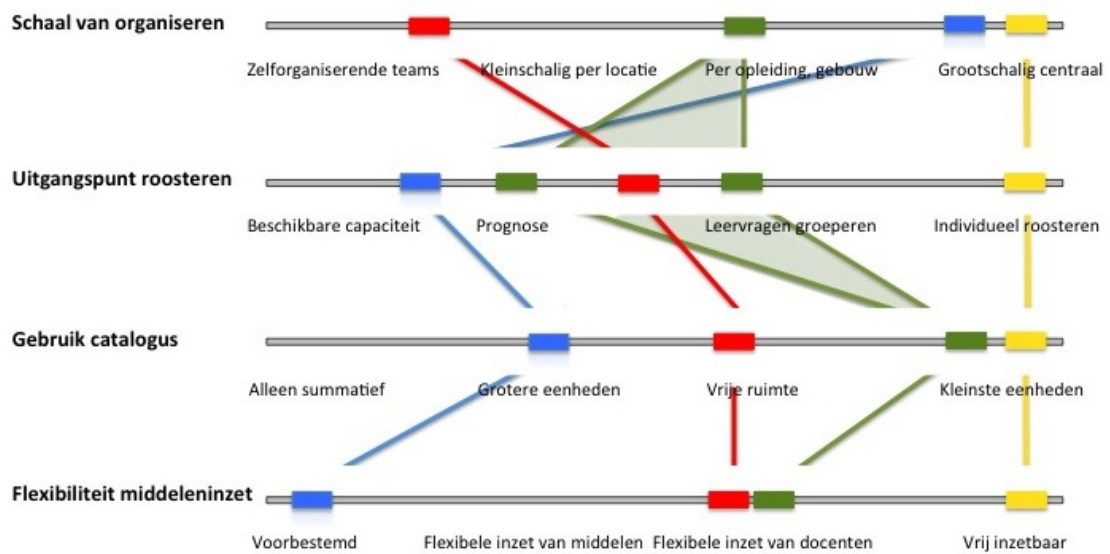 Schaal van organiseren
Zelforganiserende teams Kleinschalig per locatie Per opleiding, gebouw Grootschalig centraal
Uitgangspunt roosteren
Beschikbare capaciteit Prognose Leervragen groeperen Individueel roosteren
Gebruik catalogus
Alleen summatief Grotere eenheden Vrije ruimte Kleinste eenheden
Flexibiliteit middeleninzet
Voorbestemd Flexibele inzet van middelen Flexibele inzet van docenten Vrij inzetbaar